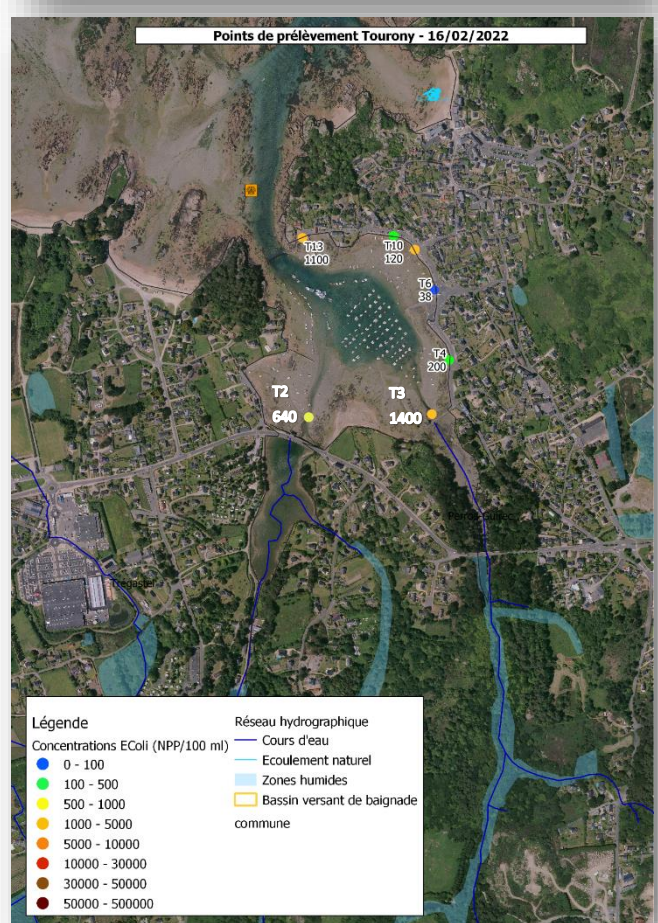 Points de prélèvement Tourony - 16/02/2022
T13
1100
T10
120
T6
38
T4
200
T2
640
T3
1400
Trégastel
Légende
Concentrations EColi (NPP/100 ml)
0 - 100
100 - 500
500 - 1000
1000 - 5000
5000 - 10000
10000 - 30000
30000 - 50000
50000 - 500000
Réseau hydrographique
Cours d'eau
Ecoulement naturel
Zones humides
Bassin versant de baignade
commune